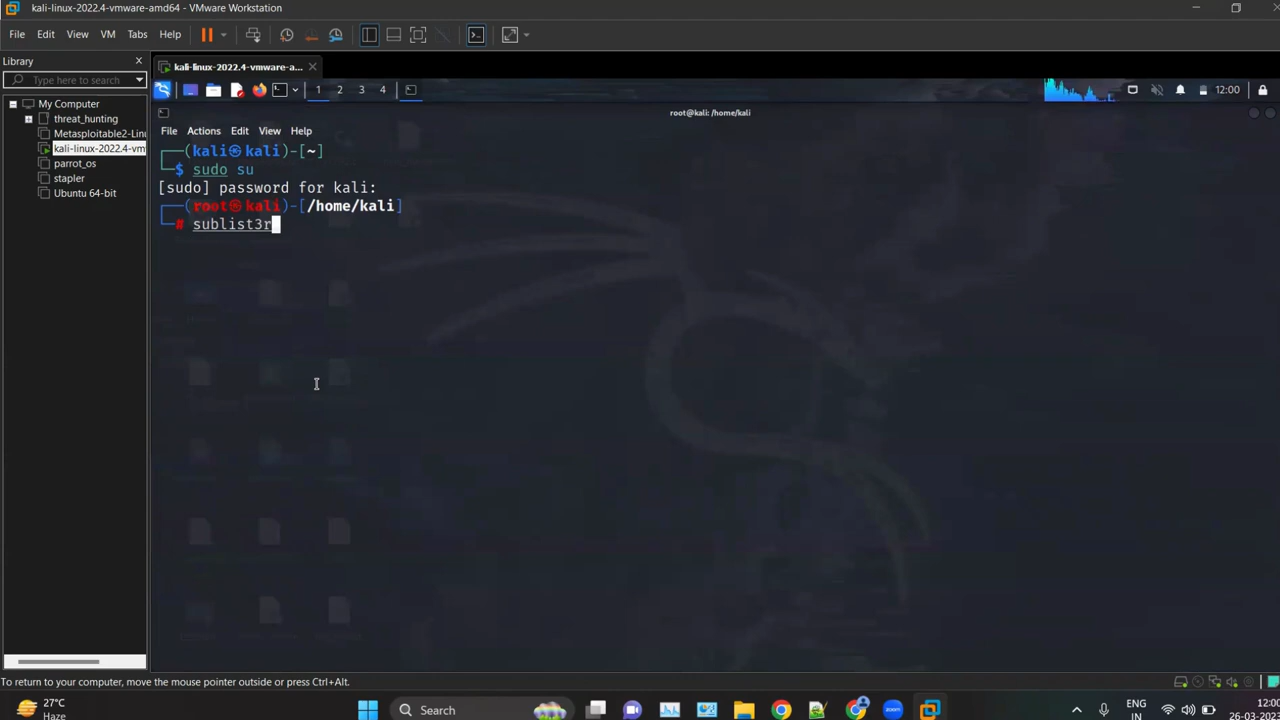 kali-linux-2022.4-vmware-amd64 - VMware Workstation
File Edit View VM Tabs Help
Library
Type here to search
kali-linux-2022.4-vmware-a...
My Computer
threat_hunting
Metasploitable2-Linu
kali-linux-2022.4-vm
parrot_os
stapler
Ubuntu 64-bit
1 2 3 4
12:00
root@kali: /home/kali
File Actions Edit View Help
(kali㉿kali)-[~]
$ sudo su
[sudo] password for kali:
(root㉿kali)-[/home/kali]
# sublist3r
To return to your computer, move the mouse pointer outside or press Ctrl+Alt.
27°C
Haze
Search
zoom
ENG
IN
12:00
26-03-2023